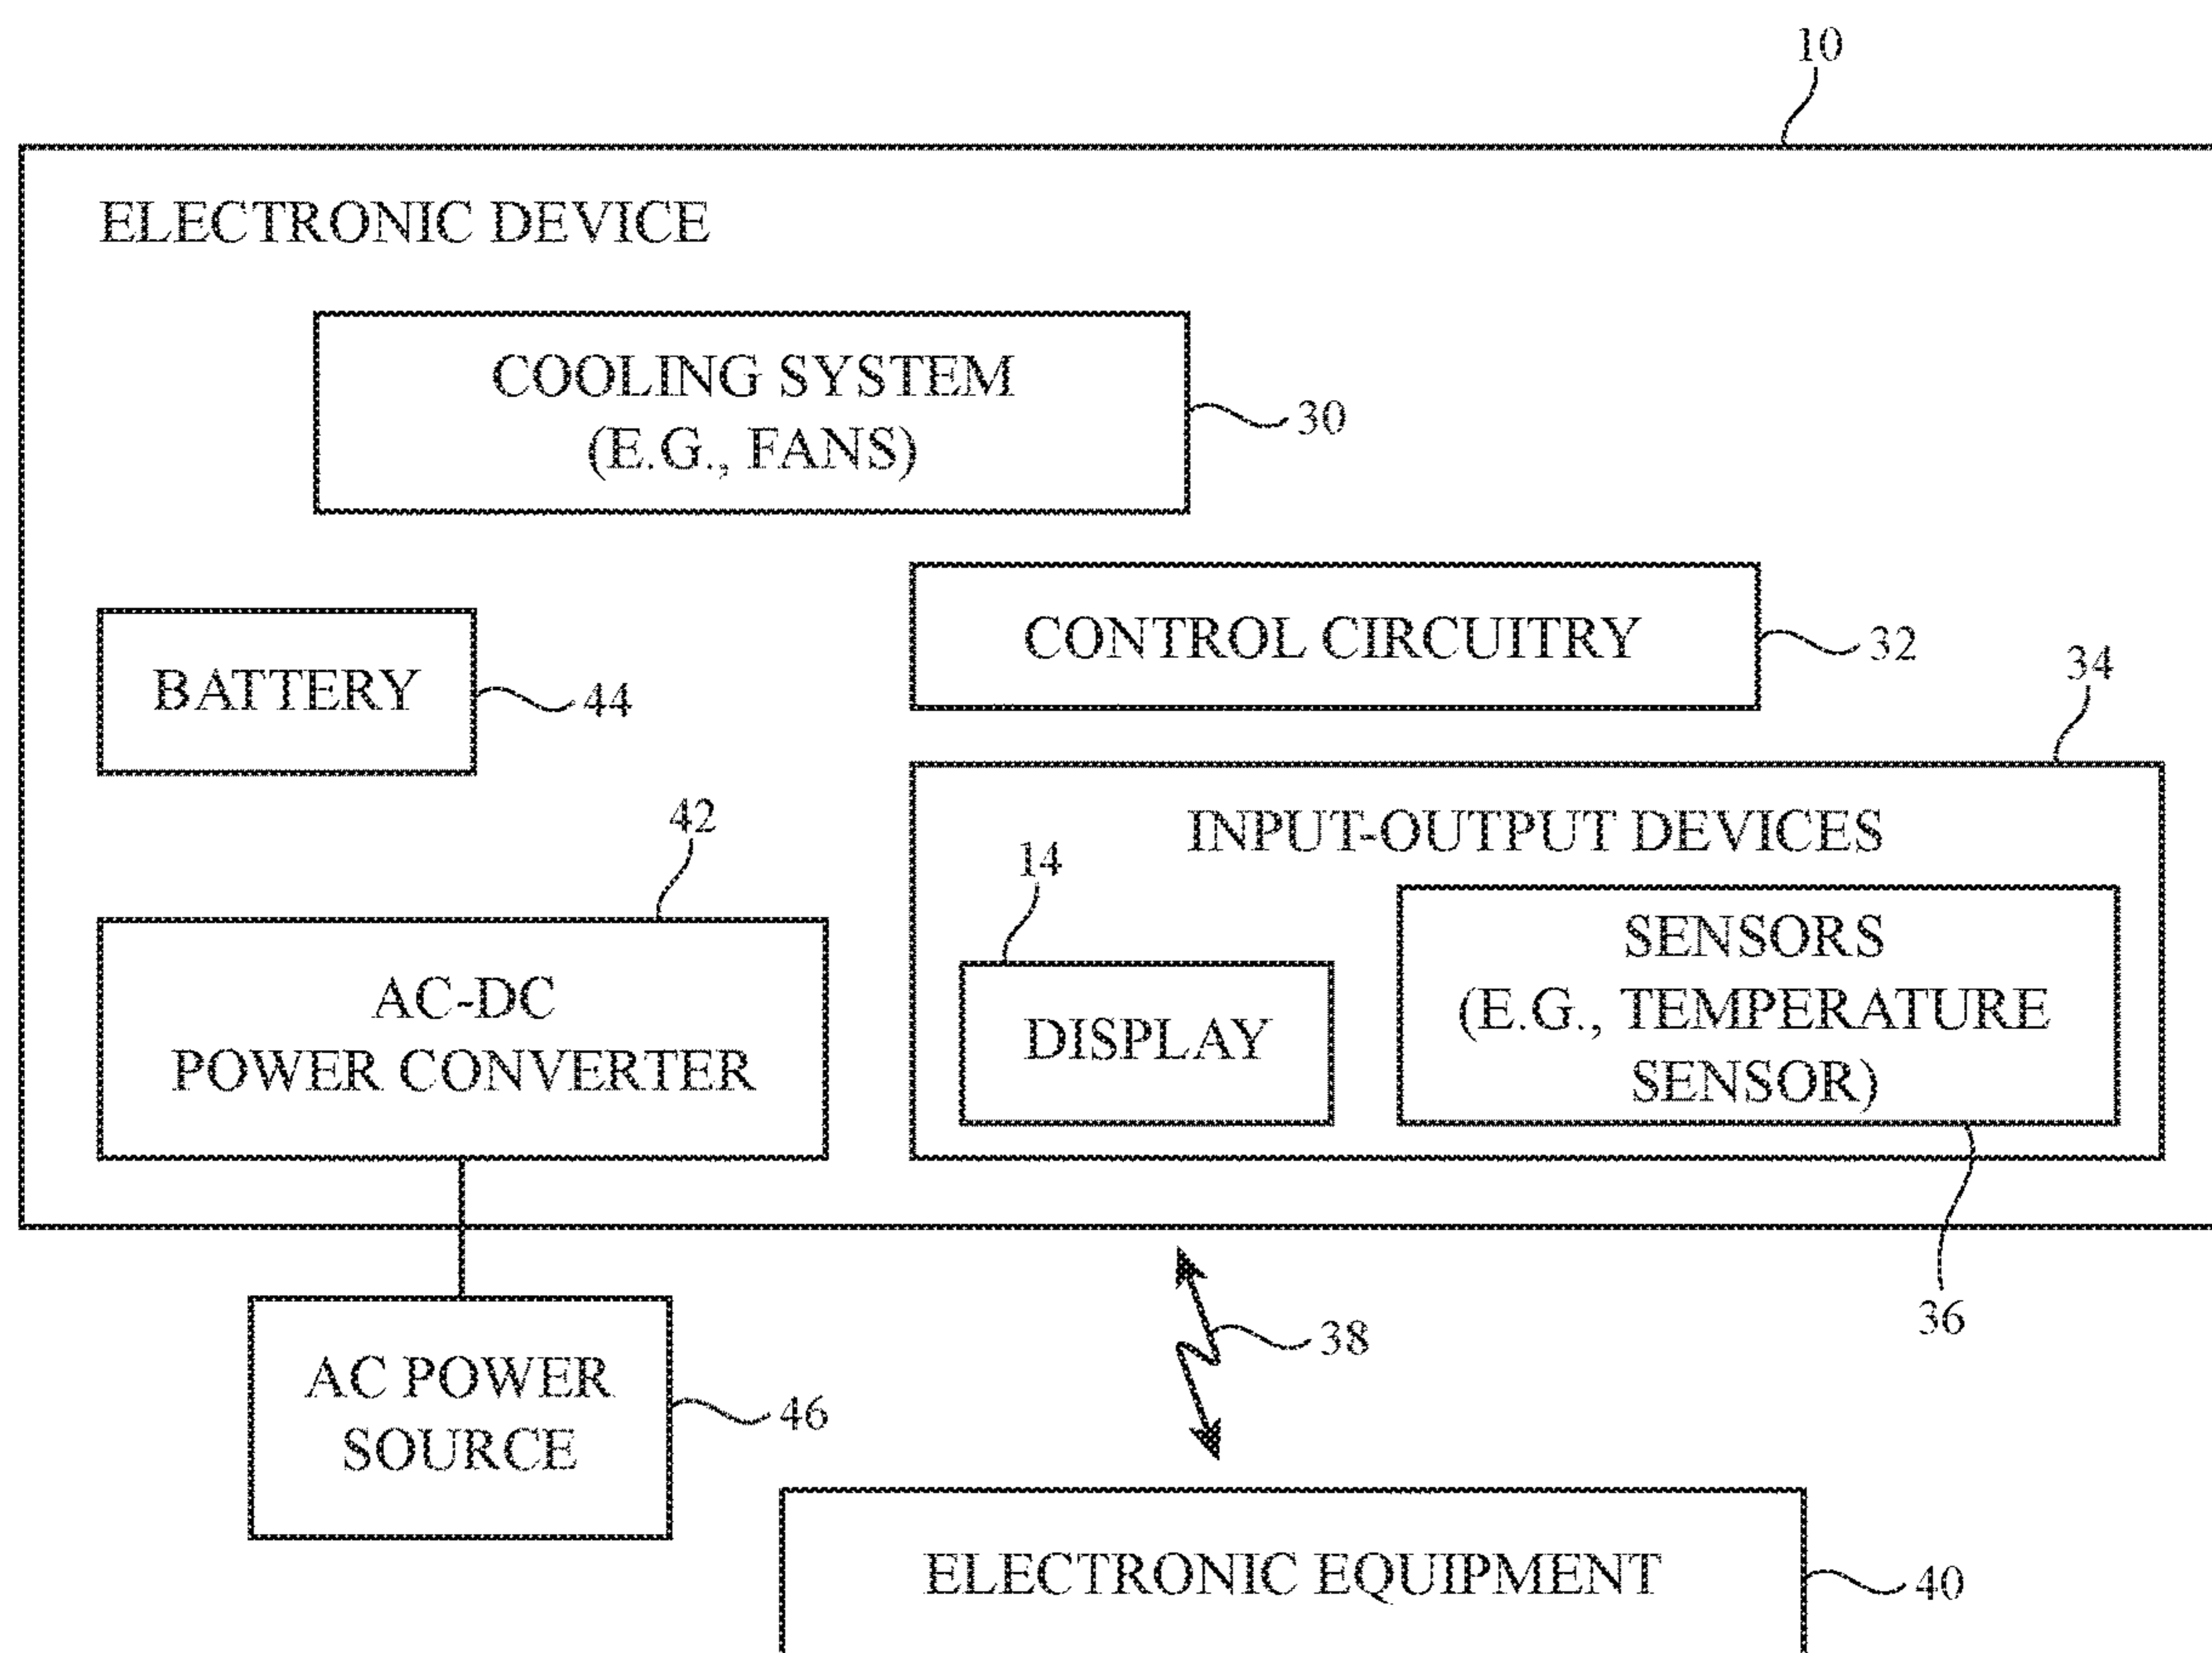 10
ELECTRONIC DEVICE
COOLING SYSTEM
(E.G., FANS)
30
CONTROL CIRCUITRY
32
BATTERY
44
34
INPUT-OUTPUT DEVICES
42
14
AC-DC
POWER CONVERTER
DISPLAY
SENSORS
(E.G., TEMPERATURE
SENSOR)
36
38
AC POWER
SOURCE
46
ELECTRONIC EQUIPMENT
40